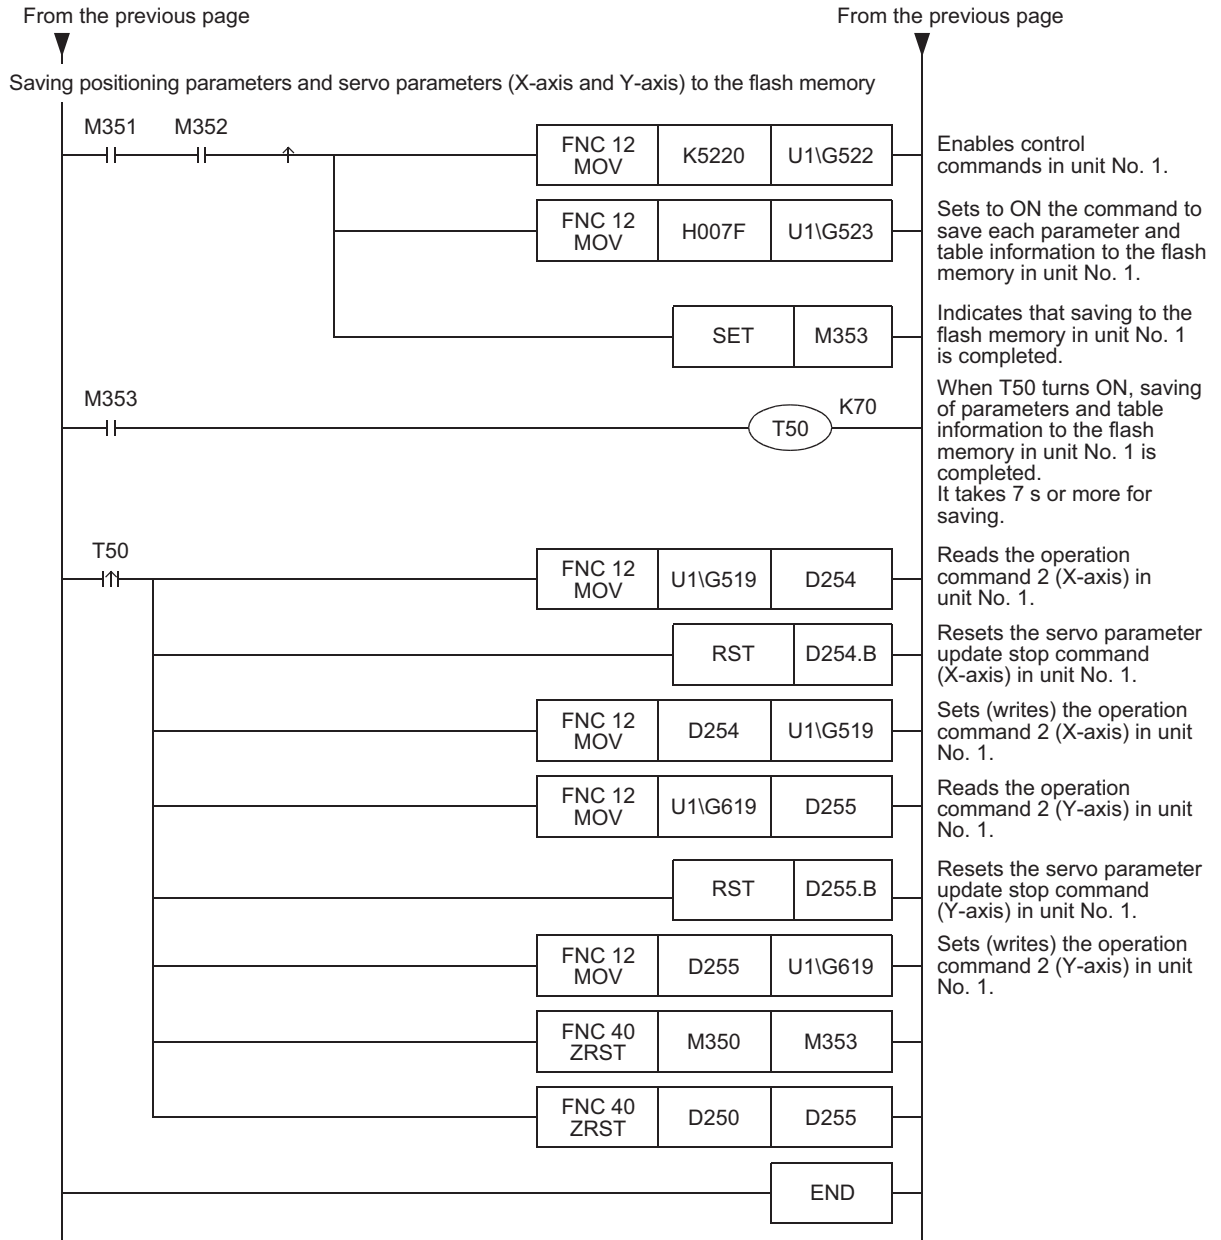 From the previous page
From the previous page
Saving positioning parameters and servo parameters (X-axis and Y-axis) to the flash memory
M351
M352
FNC 12
MOV
K5220
U1\G522
Enables control
commands in unit No. 1.
FNC 12
MOV
H007F
U1\G523
Sets to ON the command to
save each parameter and
table information to the flash
memory in unit No. 1.
SET
M353
Indicates that saving to the
flash memory in unit No. 1
is completed.
M353
T50
K70
When T50 turns ON, saving
of parameters and table
information to the flash
memory in unit No. 1 is
completed.
It takes 7 s or more for
saving.
T50
FNC 12
MOV
U1\G519
D254
Reads the operation
command 2 (X-axis) in
unit No. 1.
RST
D254.B
Resets the servo parameter
update stop command
(X-axis) in unit No. 1.
FNC 12
MOV
D254
U1\G519
Sets (writes) the operation
command 2 (X-axis) in unit
No. 1.
FNC 12
MOV
U1\G619
D255
Reads the operation
command 2 (Y-axis) in unit
No. 1.
RST
D255.B
Resets the servo parameter
update stop command
(Y-axis) in unit No. 1.
FNC 12
MOV
D255
U1\G619
Sets (writes) the operation
command 2 (Y-axis) in unit
No. 1.
FNC 40
ZRST
M350
M353
FNC 40
ZRST
D250
D255
END